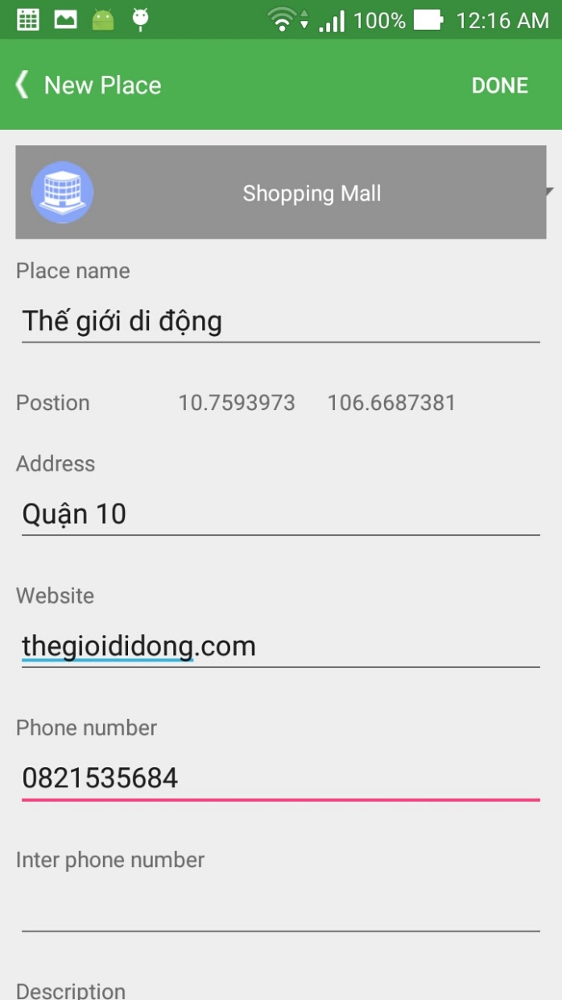 100% 12:16 AM
New Place DONE
Shopping Mall
Place name
Thế giới di động
Postion 10.7593973 106.6687381
Address
Quận 10
Website
thegioididong.com
Phone number
0821535684
Inter phone number
Description